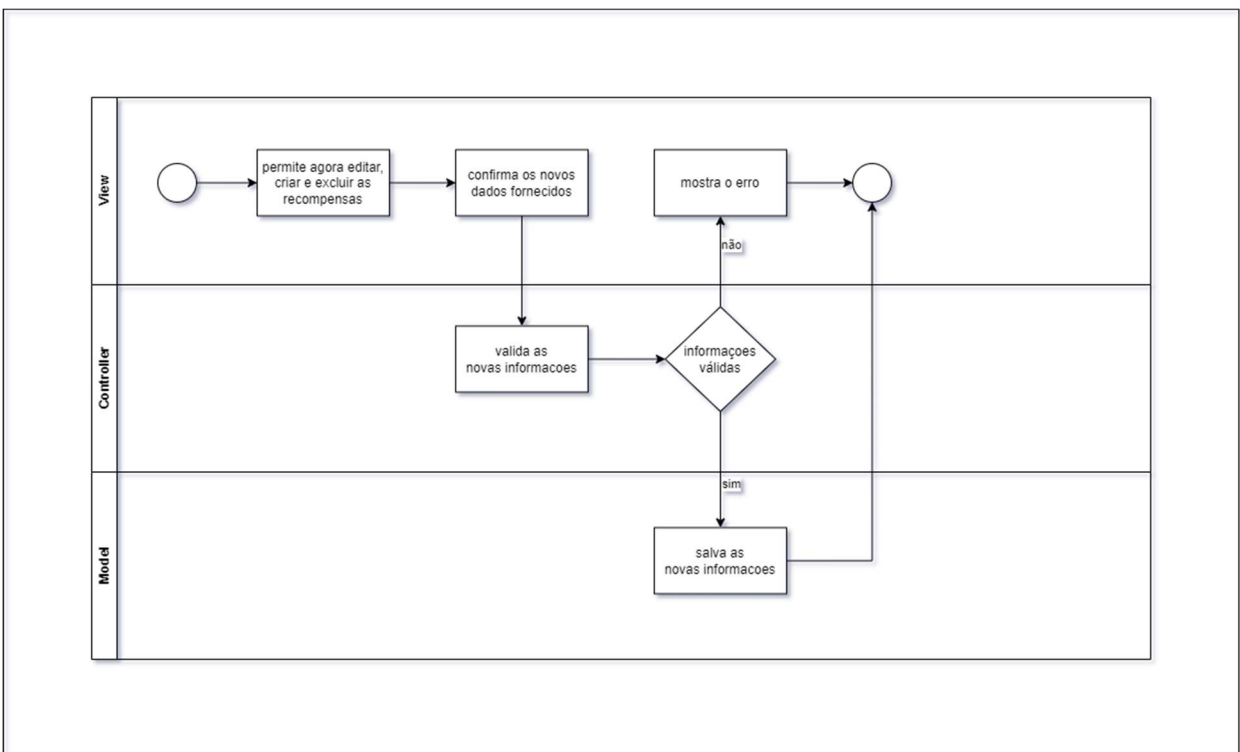 View
permite agora editar,
criar e excluir as
recompensas
confirma os novos
dados fornecidos
mostra o erro
não
Controller
valida as
novas informacoes
informaçoes
válidas
sim
Model
salva as
novas informacoes